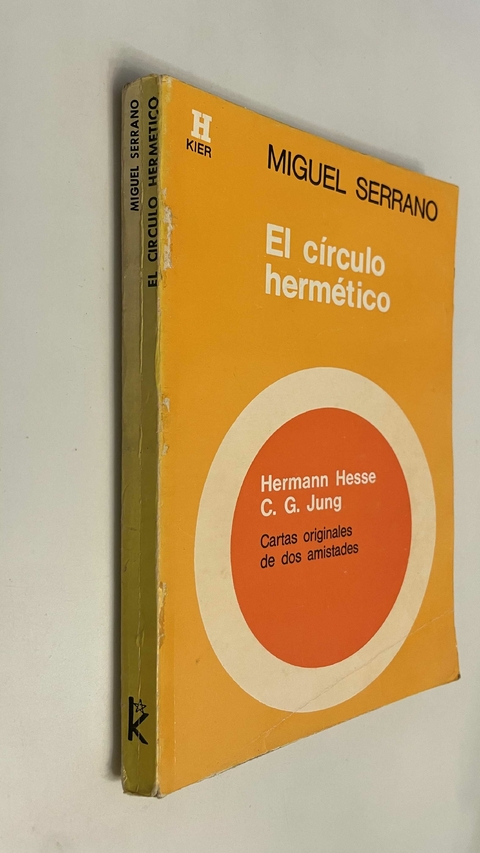 MIGUEL SERRANO
EL CIRCULO HERMETICO
K
H
KIER
MIGUEL SERRANO
El círculo
hermético
Hermann Hesse
C. G. Jung
Cartas originales
de dos amistades